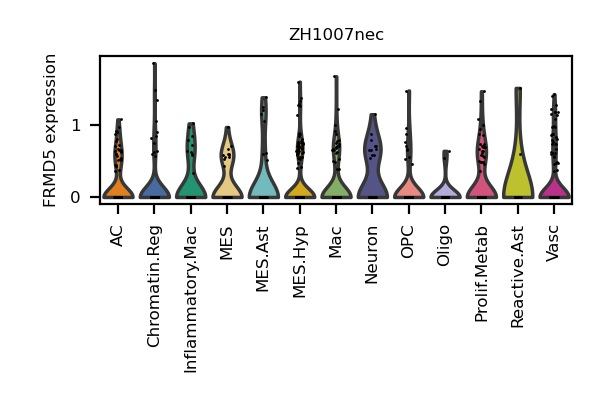 ZH1007nec
FRMD5 expression
1
0
AC
Chromatin.Reg
Inflammatory.Mac
MES
MES.Ast
MES.Hyp
Mac
Neuron
OPC
Oligo
Prolif.Metab
Reactive.Ast
Vasc